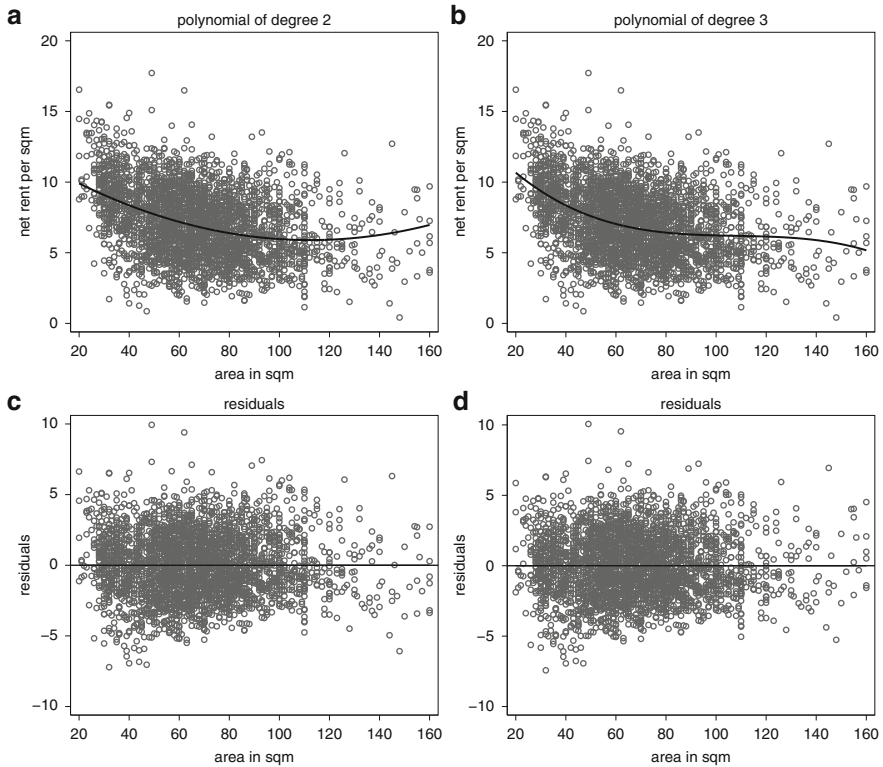 a
polynomial of degree 2
20
15
10
5
0
net rent per sqm
20 40 60 80 100 120 140 160
area in sqm
b
polynomial of degree 3
20
15
10
5
0
net rent per sqm
20 40 60 80 100 120 140 160
area in sqm
c
residuals
10
5
0
−5
−10
residuals
20 40 60 80 100 120 140 160
area in sqm
d
residuals
10
5
0
−5
−10
residuals
20 40 60 80 100 120 140 160
area in sqm